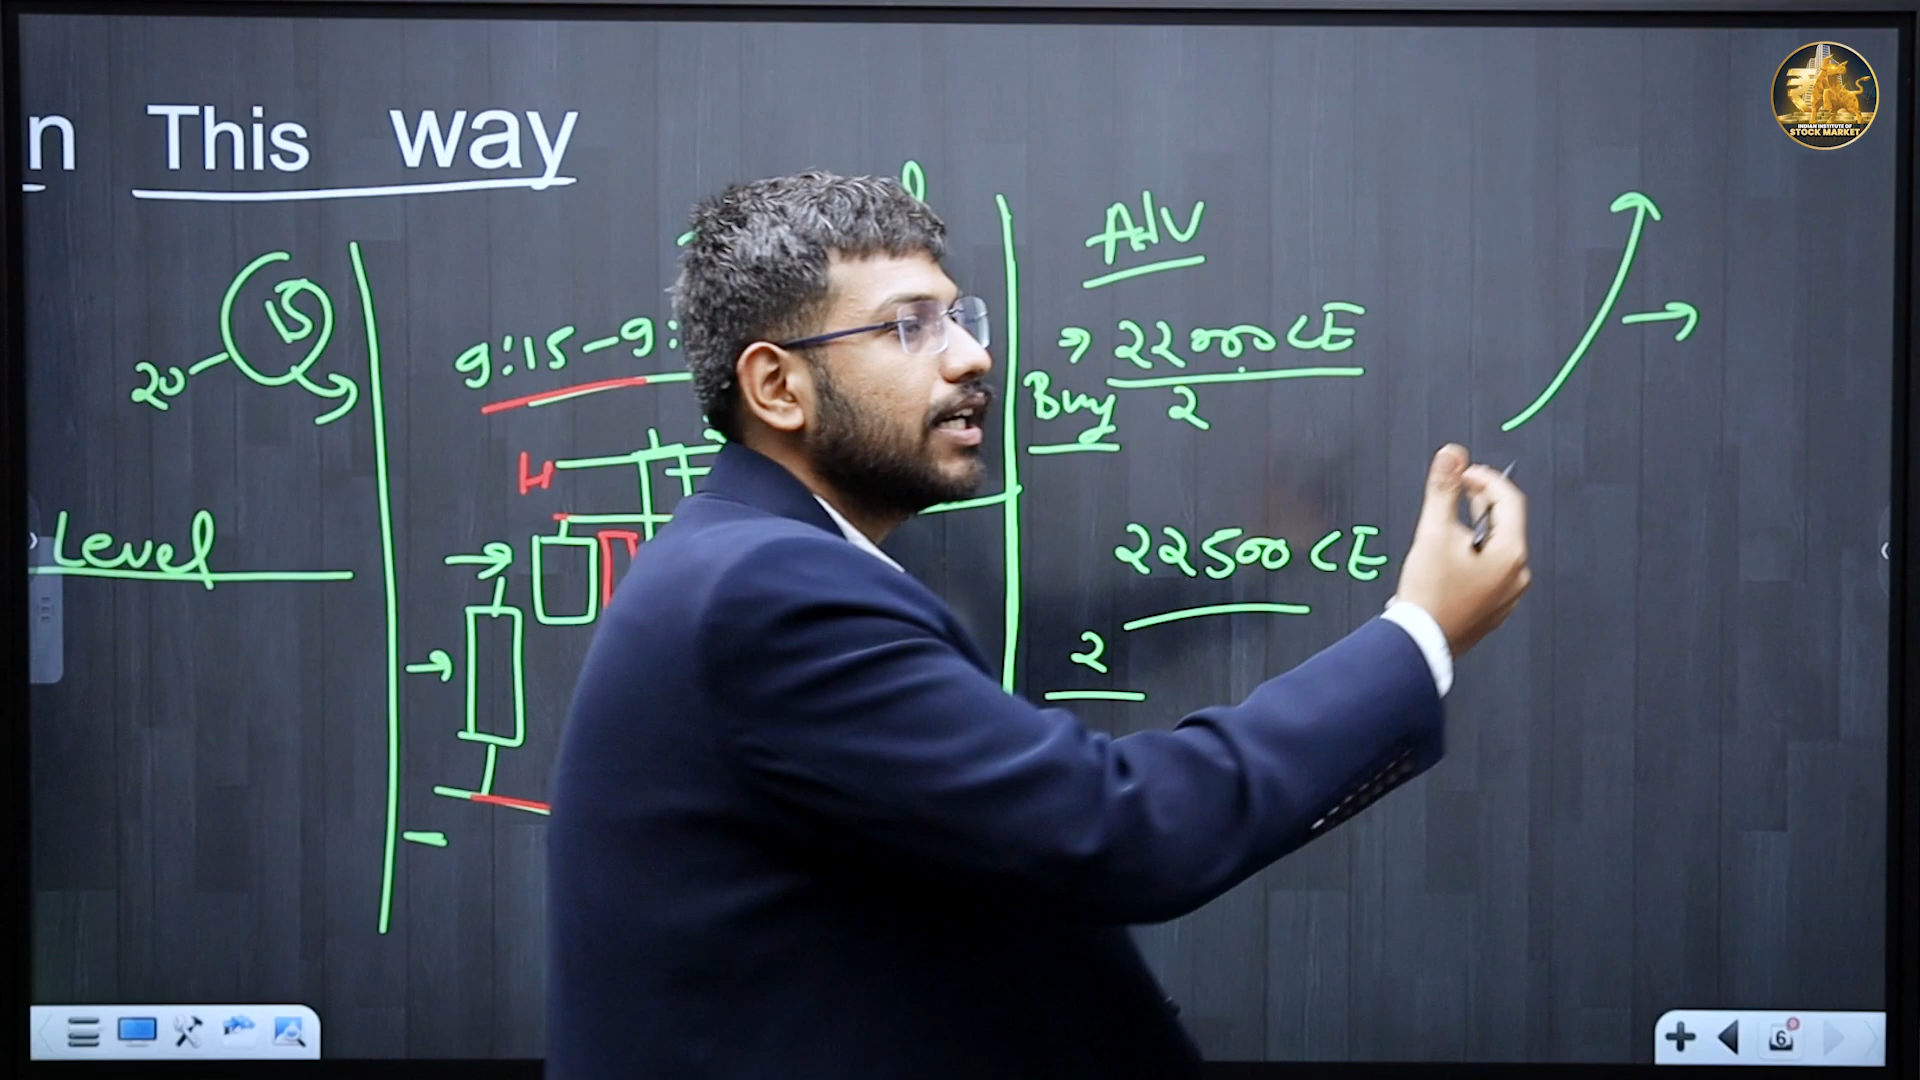 n This way
INDIAN INSTITUTE OF
STOCK MARKET
15
20
Level
9:15-9:
H
22000 CE
Buy
2
22500 CE
2
6